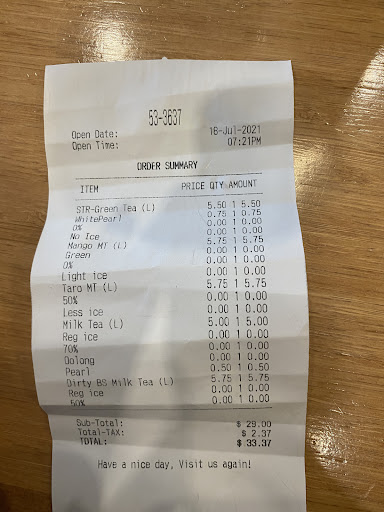 53-3637
Open Date: 16-Jul-2021
Open Time: 07:21PM
ORDER SUMMARY
ITEM PRICE QTY AMOUNT
STR-Green Tea (L) 5.50 1 5.50
WhitePearl 0.75 1 0.75
0% 0.00 1 0.00
No Ice 0.00 1 0.00
Mango MT (L) 5.75 1 5.75
Green 0.00 1 0.00
0% 0.00 1 0.00
Light ice 0.00 1 0.00
Taro MT (L) 5.75 1 5.75
50% 0.00 1 0.00
Less ice 0.00 1 0.00
Milk Tea (L) 5.00 1 5.00
Reg ice 0.00 1 0.00
70% 0.00 1 0.00
Oolong 0.00 1 0.00
Pearl 0.50 1 0.50
Dirty BS Milk Tea (L) 5.75 1 5.75
Reg ice 0.00 1 0.00
50% 0.00 1 0.00
Sub-Total: $ 29.00
Total-TAX: $ 2.37
TOTAL: $ 33.37
Have a nice day, Visit us again!